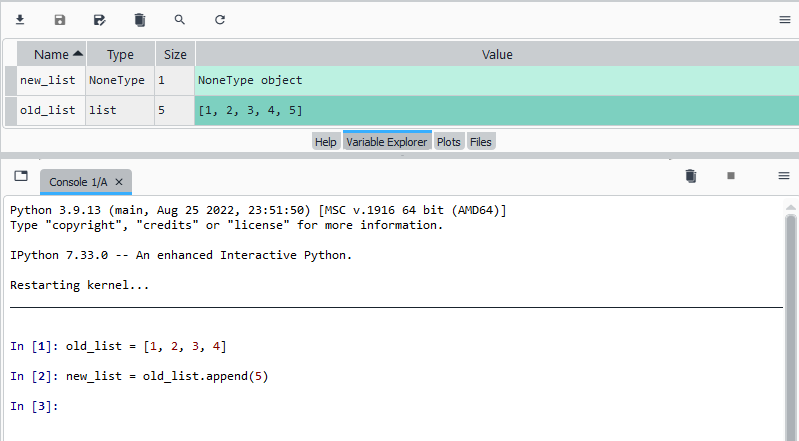 Name Type Size Value
new_list NoneType 1 NoneType object
old_list list 5 [1, 2, 3, 4, 5]
Help Variable Explorer Plots Files
Console 1/A
Python 3.9.13 (main, Aug 25 2022, 23:51:50) [MSC v.1916 64 bit (AMD64)]
Type "copyright", "credits" or "license" for more information.
IPython 7.33.0 -- An enhanced Interactive Python.
Restarting kernel...
In [1]: old_list = [1, 2, 3, 4]
In [2]: new_list = old_list.append(5)
In [3]: